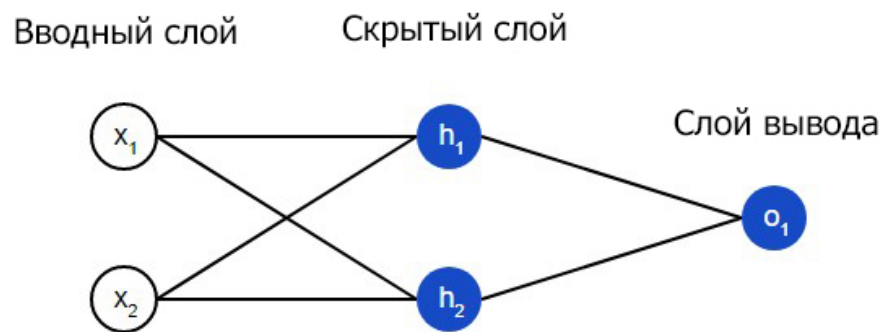 Вводный слой
Скрытый слой
Слой вывода
x₁
h₁
o₁
x₂
h₂